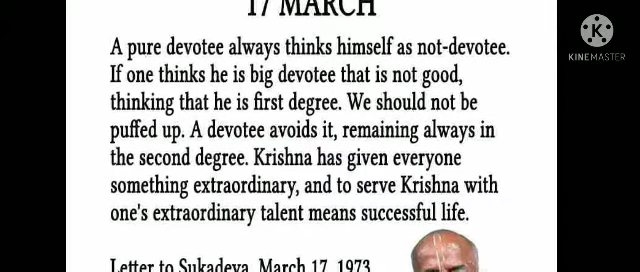 17 MARCH
KINEMASTER
A pure devotee always thinks himself as not-devotee.
If one thinks he is big devotee that is not good,
thinking that he is first degree. We should not be
puffed up. A devotee avoids it, remaining always in
the second degree. Krishna has given everyone
something extraordinary, and to serve Krishna with
one's extraordinary talent means successful life.
Letter to Sukadeva, March 17, 1973